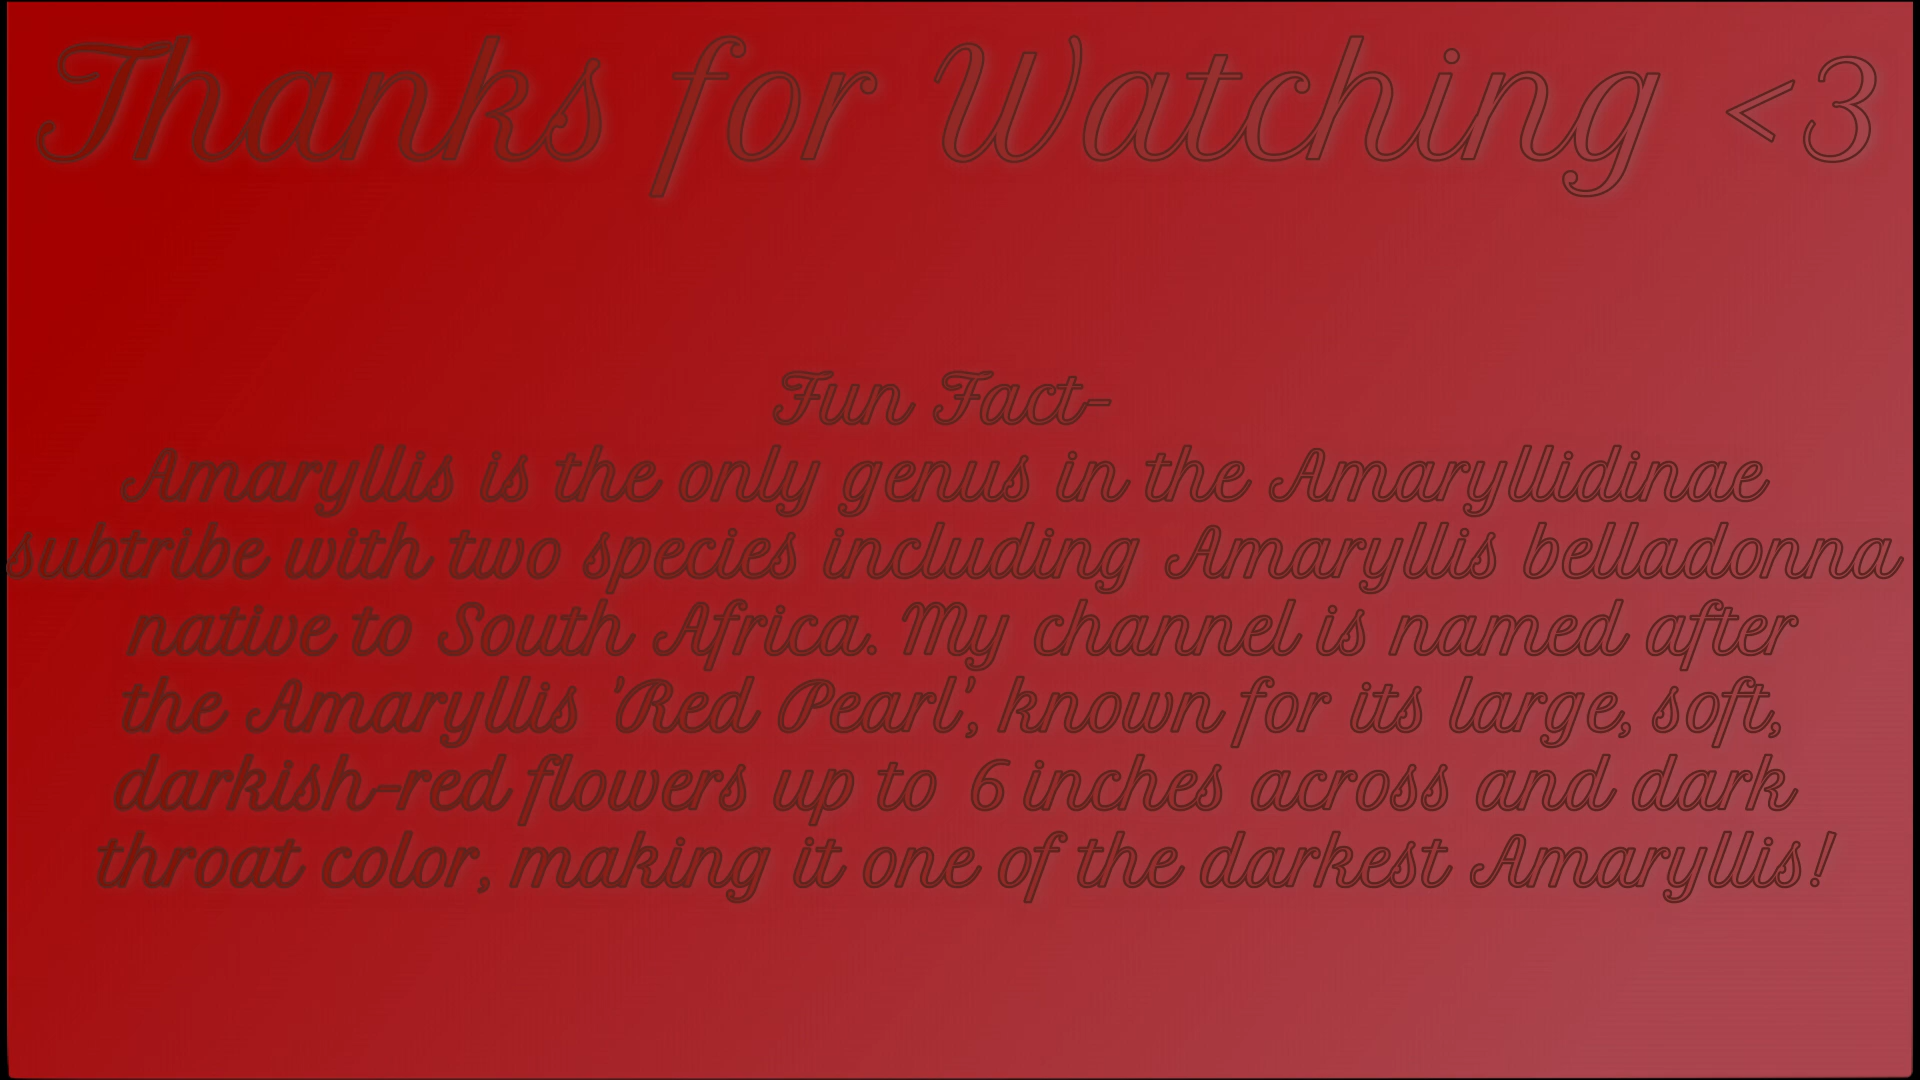 Thanks for Watching <3
Fun Fact-
Amaryllis is the only genus in the Amaryllidinae
subtribe with two species including Amaryllis belladonna
native to South Africa. My channel is named after
the Amaryllis 'Red Pearl', known for its large, soft,
darkish-red flowers up to 6 inches across and dark
throat color, making it one of the darkest Amaryllis!